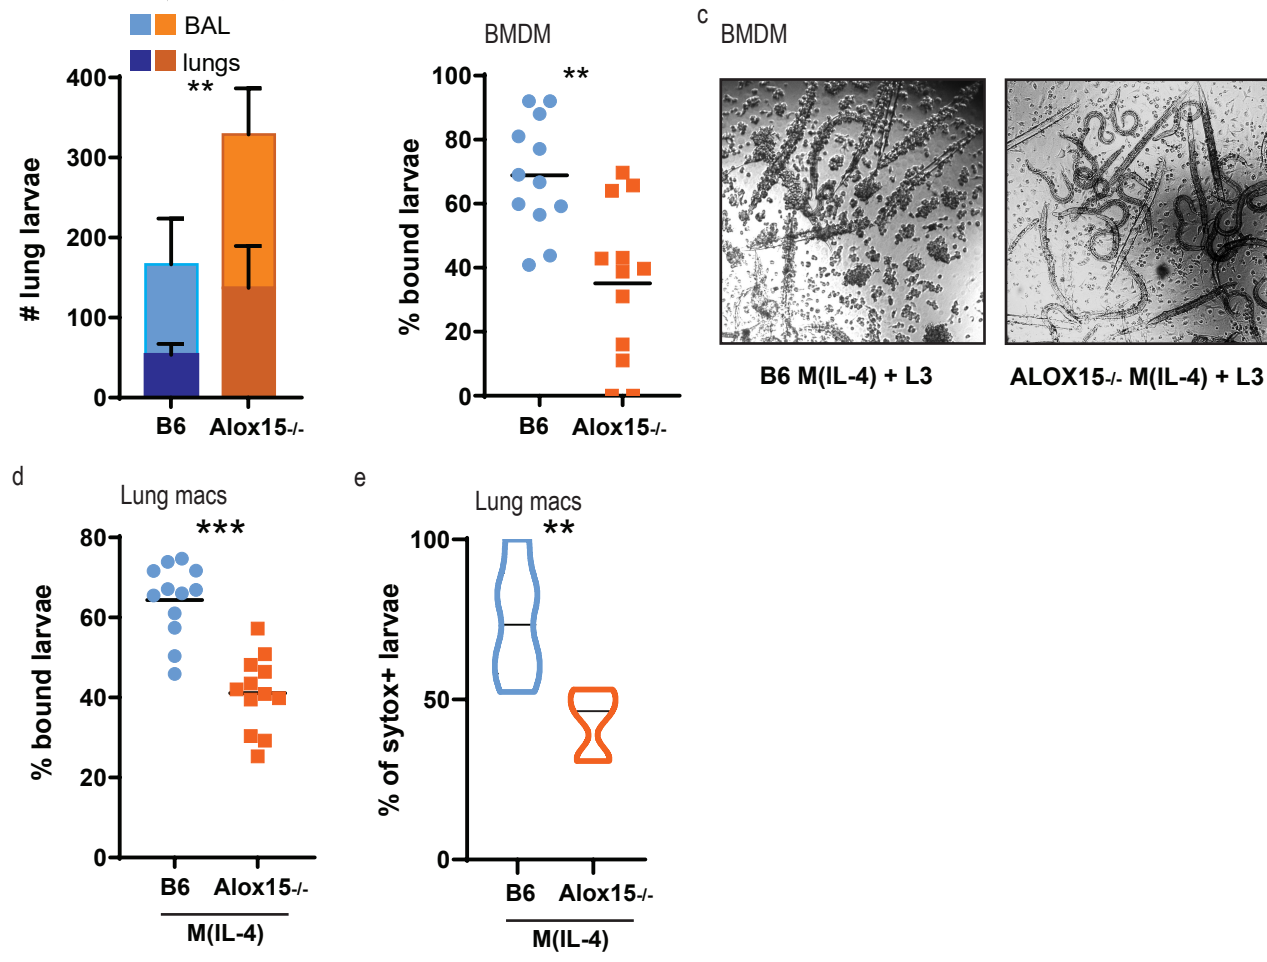 BAL
lungs
# lung larvae
400
300
200
100
0
**
B6
Alox15-/-
BMDM
% bound larvae
100
80
60
40
20
0
**
B6
Alox15-/-
c
BMDM
B6 M(IL-4) + L3
ALOX15-/- M(IL-4) + L3
d
Lung macs
% bound larvae
80
60
40
20
0
***
B6
Alox15-/-
M(IL-4)
e
Lung macs
% of sytox+ larvae
100
50
0
**
B6
Alox15-/-
M(IL-4)